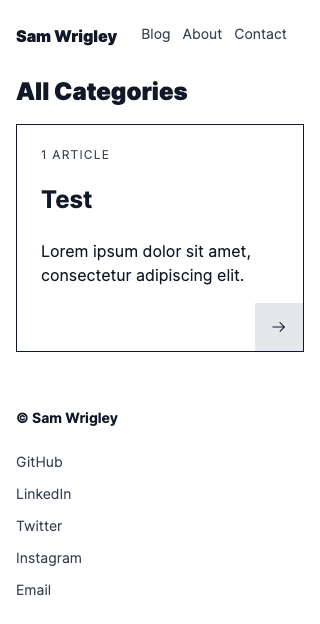 Sam Wrigley Blog About Contact
All Categories
1 ARTICLE
Test
Lorem ipsum dolor sit amet,
consectetur adipiscing elit.
→
© Sam Wrigley
GitHub
LinkedIn
Twitter
Instagram
Email